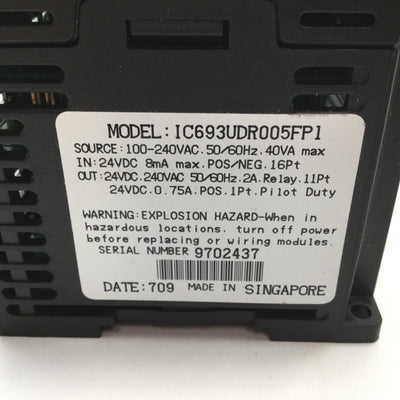 MODEL:IC693UDR005FP1
SOURCE:100-240VAC.50/60Hz.40VA max
IN:24VDC 8mA max.POS/NEG.16Pt
OUT:24VDC.240VAC 50/60Hz.2A.Relay.11Pt
24VDC.0.75A.POS.1Pt.Pilot Duty
WARNING:EXPLOSION HAZARD-When in
hazardous locations. turn off power
before replacing or wiring modules.
SERIAL NUMBER 9702437
DATE:709 MADE IN SINGAPORE